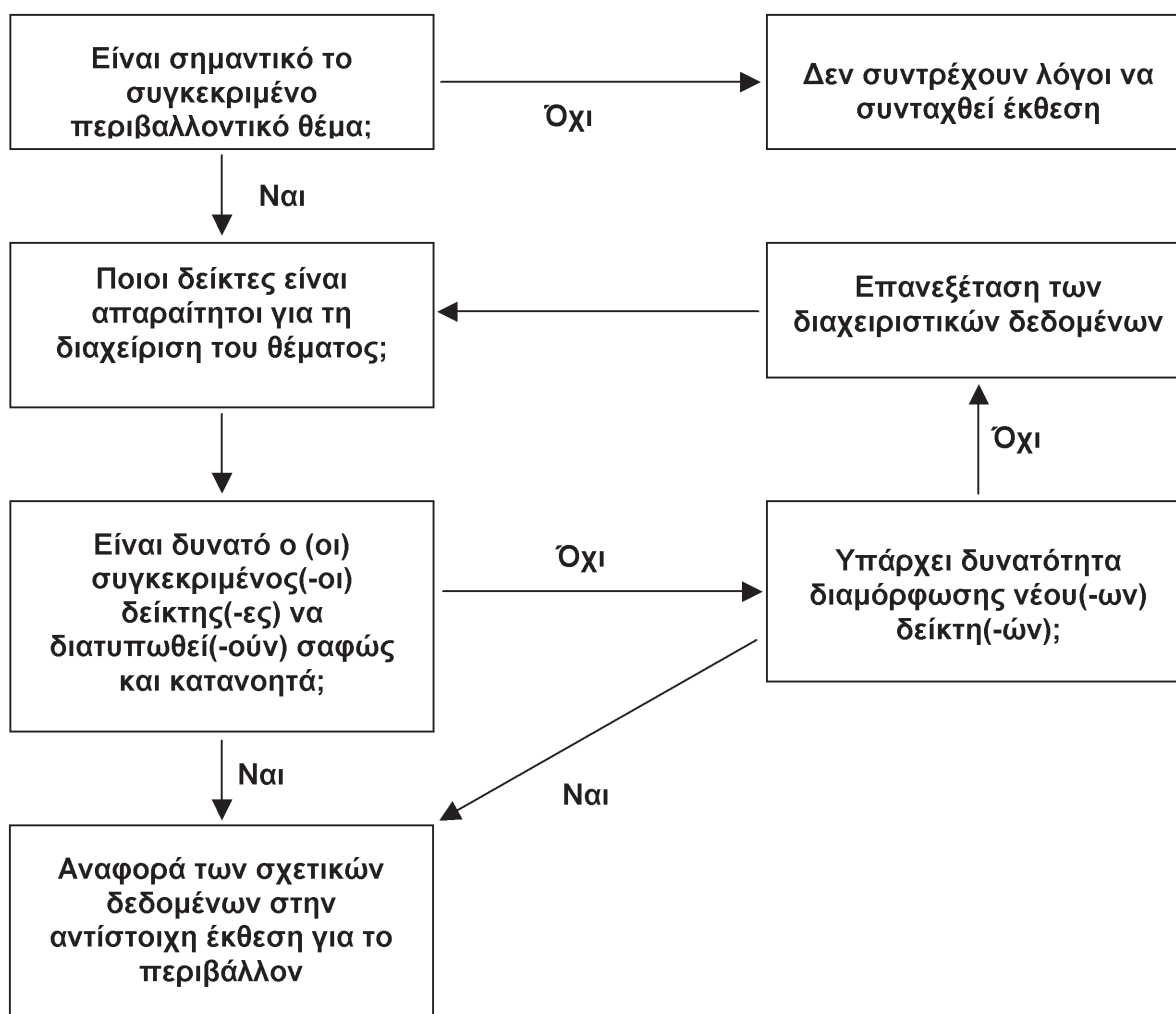 Είναι σημαντικό το
συγκεκριμένο
περιβαλλοντικό θέμα;
Όχι
Δεν συντρέχουν λόγοι να
συνταχθεί έκθεση
Ναι
Ποιοι δείκτες είναι
απαραίτητοι για τη
διαχείριση του θέματος;
Επανεξέταση των
διαχειριστικών δεδομένων
Όχι
Είναι δυνατό ο (οι)
συγκεκριμένος(-οι)
δείκτης(-ες) να
διατυπωθεί(-ούν) σαφώς
και κατανοητά;
Όχι
Υπάρχει δυνατότητα
διαμόρφωσης νέου(-ων)
δείκτη(-ών);
Ναι
Ναι
Αναφορά των σχετικών
δεδομένων στην
αντίστοιχη έκθεση για το
περιβάλλον